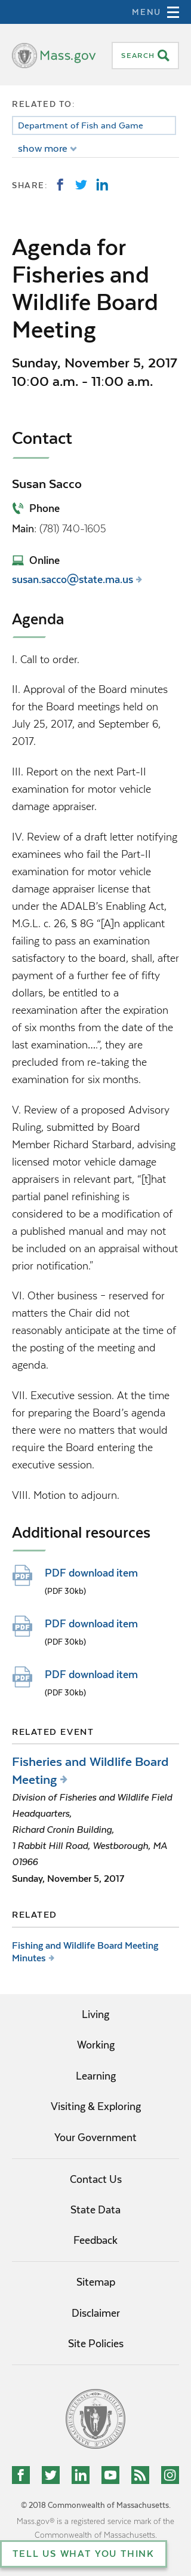 MENU
Mass.gov
SEARCH
RELATED TO:
Department of Fish and Game
show more
SHARE:
Agenda for
Fisheries and
Wildlife Board
Meeting
Sunday, November 5, 2017
10:00 a.m. - 11:00 a.m.
Contact
Susan Sacco
Phone
Main: (781) 740-1605
Online
susan.sacco@state.ma.us
Agenda
I. Call to order.
II. Approval of the Board minutes
for the Board meetings held on
July 25, 2017, and September 6,
2017.
III. Report on the next Part-II
examination for motor vehicle
damage appraiser.
IV. Review of a draft letter notifying
examinees who fail the Part-II
examination for motor vehicle
damage appraiser license that
under the ADALB's Enabling Act,
M.G.L. c. 26, § 8G "[A]n applicant
failing to pass an examination
satisfactory to the board, shall, after
payment of a further fee of fifty
dollars, be entitled to a
reexamination after the expiration
of six months from the date of the
last examination....", they are
precluded from re-taking the
examination for six months.
V. Review of a proposed Advisory
Ruling, submitted by Board
Member Richard Starbard, advising
licensed motor vehicle damage
appraisers in relevant part, "[t]hat
partial panel refinishing is
considered to be a modification of
a published manual and may not
be included on an appraisal without
prior negotiation."
VI. Other business – reserved for
matters the Chair did not
reasonably anticipate at the time of
the posting of the meeting and
agenda.
VII. Executive session. At the time
for preparing the Board's agenda
there were no matters that would
require the Board entering the
executive session.
VIII. Motion to adjourn.
Additional resources
PDF
PDF download item
(PDF 30kb)
PDF
PDF download item
(PDF 30kb)
PDF
PDF download item
(PDF 30kb)
RELATED EVENT
Fisheries and Wildlife Board
Meeting
Division of Fisheries and Wildlife Field
Headquarters,
Richard Cronin Building,
1 Rabbit Hill Road, Westborough, MA
01966
Sunday, November 5, 2017
RELATED
Fishing and Wildlife Board Meeting
Minutes
Living
Working
Learning
Visiting & Exploring
Your Government
Contact Us
State Data
Feedback
Sitemap
Disclaimer
Site Policies
© 2018 Commonwealth of Massachusetts.
Mass.gov® is a registered service mark of the
Commonwealth of Massachusetts.
TELL US WHAT YOU THINK